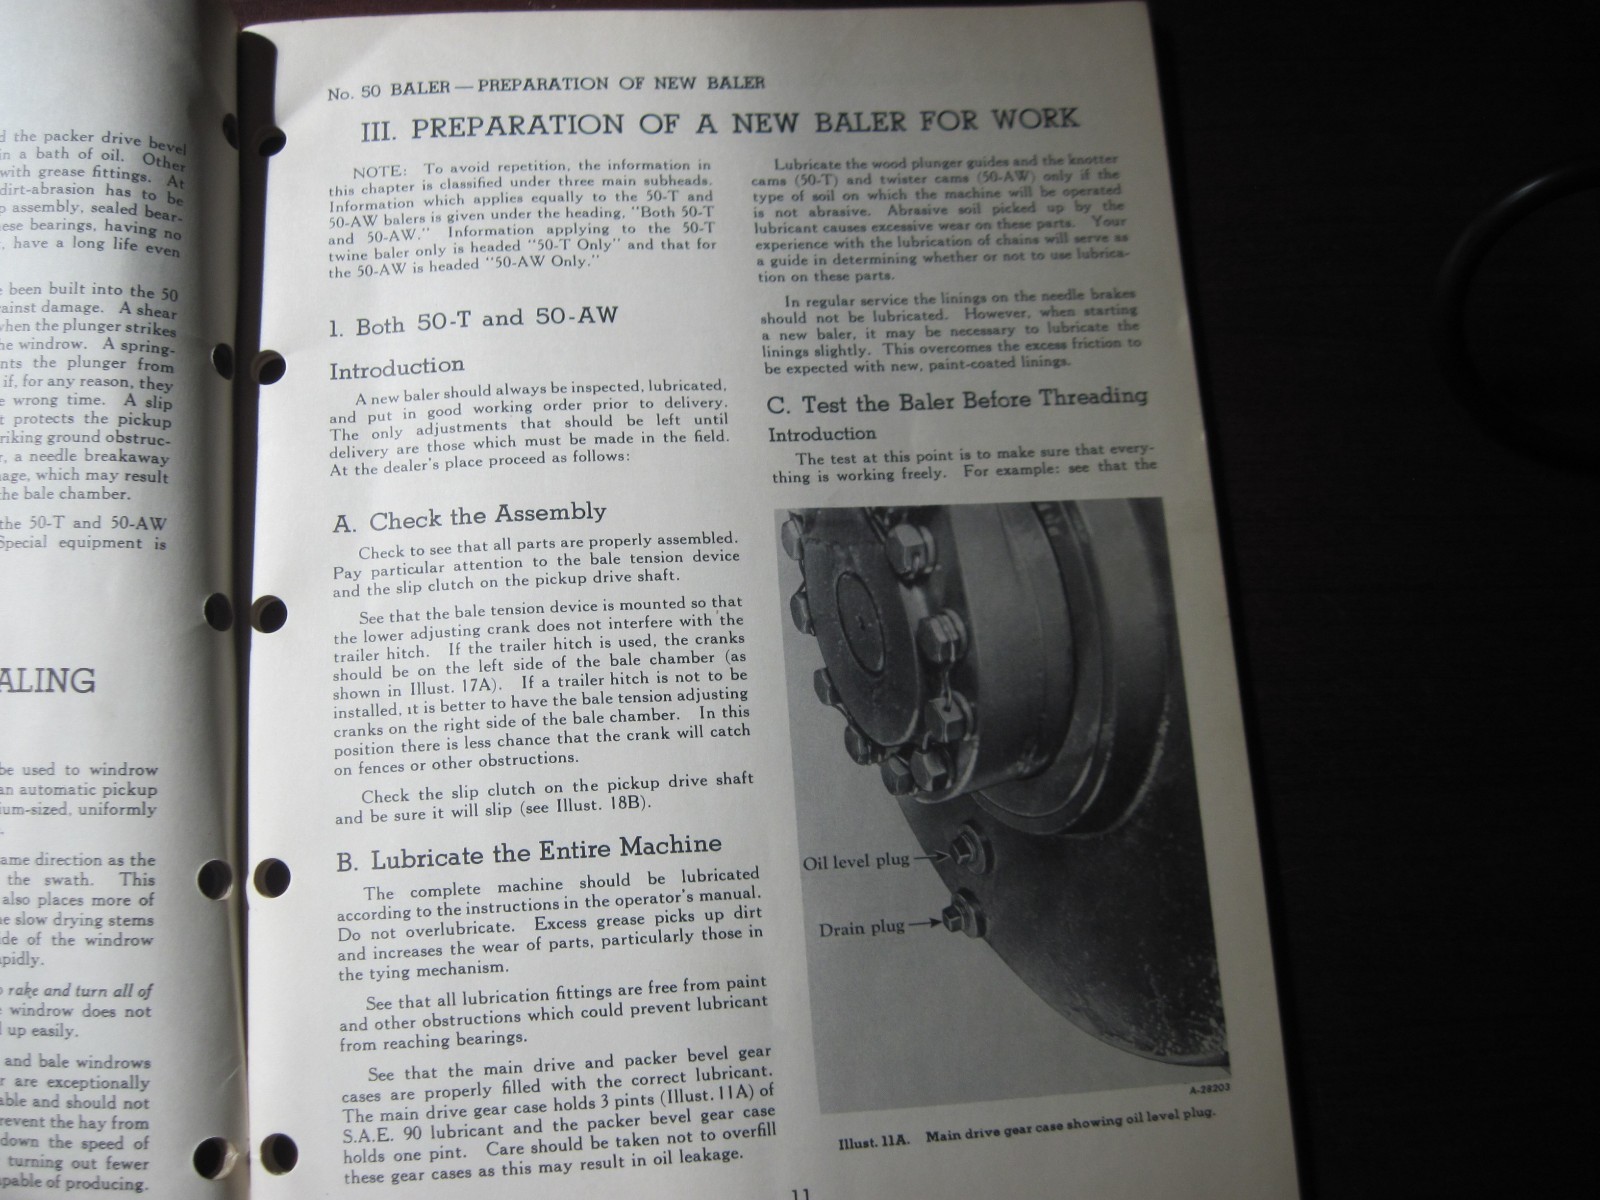 d the packer drive bevel
in a bath of oil. Other
with grease fittings. At
dirt-abrasion has to be
p assembly, sealed bear-
ese bearings, having no
, have a long life even
been built into the 50
ainst damage. A shear
when the plunger strikes
he windrow. A spring-
nts the plunger from
if, for any reason, they
e wrong time. A slip
t protects the pickup
riking ground obstruc-
r, a needle breakaway
age, which may result
he bale chamber.
the 50-T and 50-AW
Special equipment is
ALING
be used to windrow
an automatic pickup
ium-sized, uniformly
ame direction as the
the swath. This
also places more of
e slow drying stems
ide of the windrow
apidly.
rake and turn all of
windrow does not
up easily.
and bale windrows
r are exceptionally
able and should not
revent the hay from
down the speed of
turning out fewer
pable of producing.
No. 50 BALER — PREPARATION OF NEW BALER
III. PREPARATION OF A NEW BALER FOR WORK
NOTE: To avoid repetition, the information in
this chapter is classified under three main subheads.
Information which applies equally to the 50-T and
50-AW balers is given under the heading, "Both 50-T
and 50-AW." Information applying to the 50-T
twine baler only is headed "50-T Only" and that for
the 50-AW is headed "50-AW Only."
1. Both 50-T and 50-AW
Introduction
A new baler should always be inspected, lubricated,
and put in good working order prior to delivery.
The only adjustments that should be left until
delivery are those which must be made in the field.
At the dealer's place proceed as follows:
A. Check the Assembly
Check to see that all parts are properly assembled.
Pay particular attention to the bale tension device
and the slip clutch on the pickup drive shaft.
See that the bale tension device is mounted so that
the lower adjusting crank does not interfere with the
trailer hitch. If the trailer hitch is used, the cranks
should be on the left side of the bale chamber (as
shown in Illust. 17A). If a trailer hitch is not to be
installed, it is better to have the bale tension adjusting
cranks on the right side of the bale chamber. In this
position there is less chance that the crank will catch
on fences or other obstructions.
Check the slip clutch on the pickup drive shaft
and be sure it will slip (see Illust. 18B).
B. Lubricate the Entire Machine
The complete machine should be lubricated
according to the instructions in the operator's manual.
Do not overlubricate. Excess grease picks up dirt
and increases the wear of parts, particularly those in
the tying mechanism.
See that all lubrication fittings are free from paint
and other obstructions which could prevent lubricant
from reaching bearings.
See that the main drive and packer bevel gear
cases are properly filled with the correct lubricant.
The main drive gear case holds 3 pints (Illust. 11A) of
S.A.E. 90 lubricant and the packer bevel gear case
holds one pint. Care should be taken not to overfill
these gear cases as this may result in oil leakage.
Lubricate the wood plunger guides and the knotter
cams (50-T) and twister cams (50-AW) only if the
type of soil on which the machine will be operated
is not abrasive. Abrasive soil picked up by the
lubricant causes excessive wear on these parts. Your
experience with the lubrication of chains will serve as
a guide in determining whether or not to use lubrica-
tion on these parts.
In regular service the linings on the needle brakes
should not be lubricated. However, when starting
a new baler, it may be necessary to lubricate the
linings slightly. This overcomes the excess friction to
be expected with new, paint-coated linings.
C. Test the Baler Before Threading
Introduction
The test at this point is to make sure that every-
thing is working freely. For example: see that the
Oil level plug
Drain plug
A-28203
Illust. 11A. Main drive gear case showing oil level plug.
11